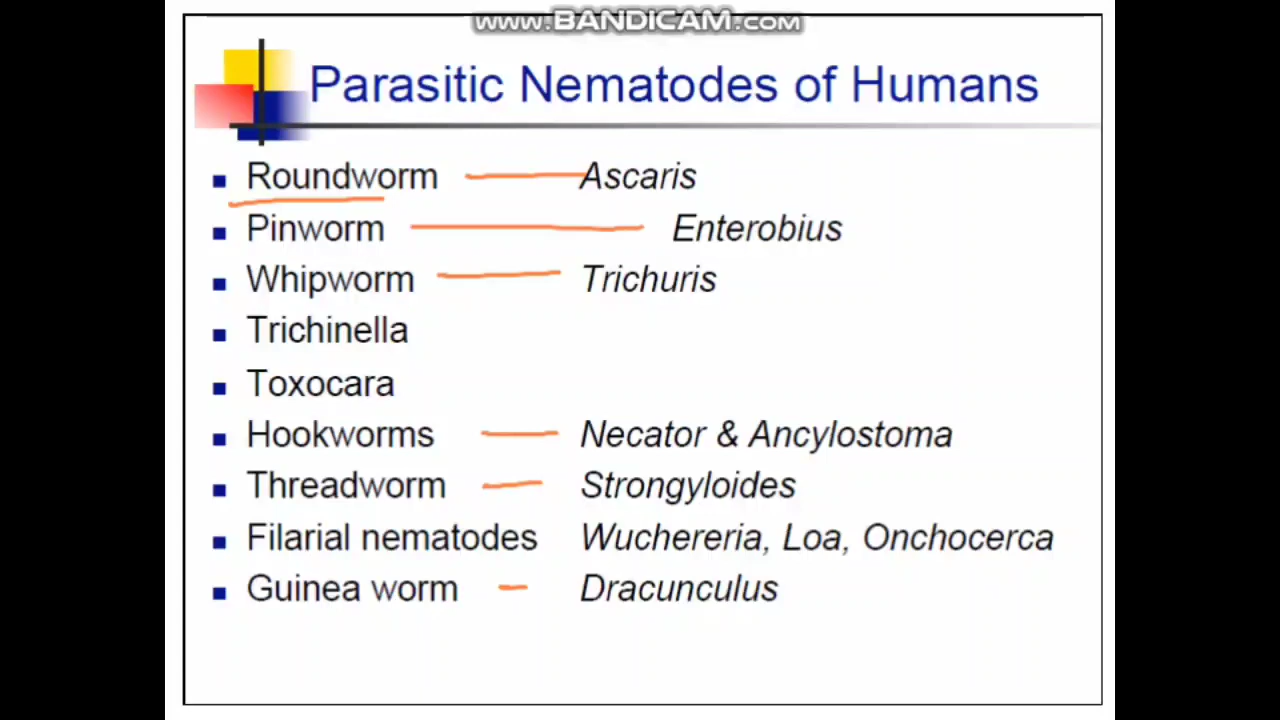 www.BANDICAM.com
Parasitic Nematodes of Humans
Roundworm Ascaris
Pinworm Enterobius
Whipworm Trichuris
Trichinella
Toxocara
Hookworms Necator & Ancylostoma
Threadworm Strongyloides
Filarial nematodes Wuchereria, Loa, Onchocerca
Guinea worm Dracunculus